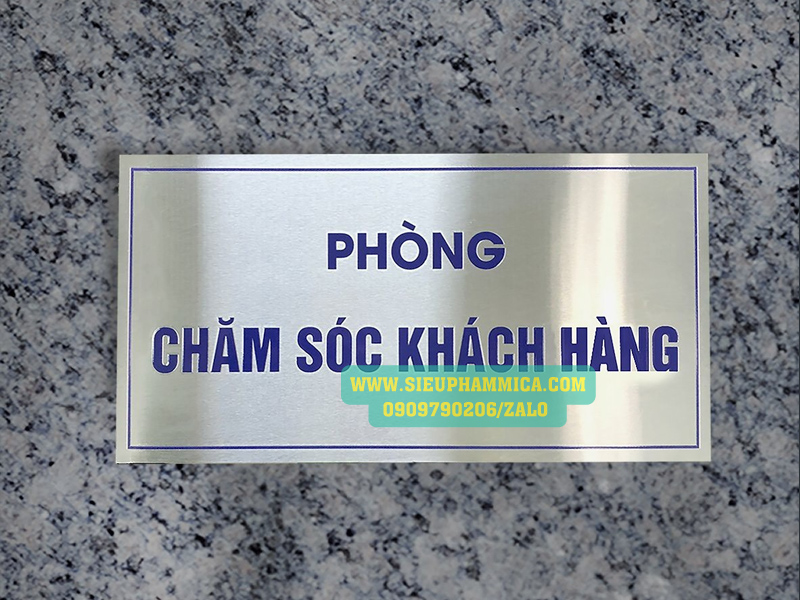 PHÒNG
CHĂM SÓC KHÁCH HÀNG
WWW.SIEUPHAMMICA.COM
0909790206/ZALO